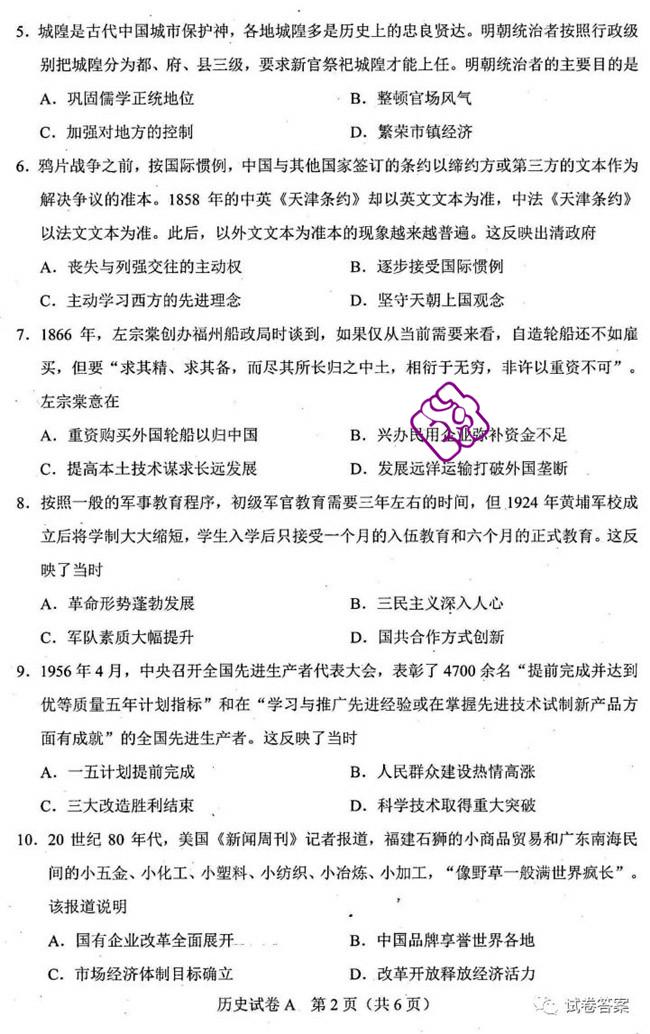 5. 城隍是古代中国城市保护神，各地城隍多是历史上的忠良贤达。明朝统治者按照行政级
别把城隍分为都、府、县三级，要求新官祭祀城隍才能上任。明朝统治者的主要目的是
A. 巩固儒学正统地位 B. 整顿官场风气
C. 加强对地方的控制 D. 繁荣市镇经济
6. 鸦片战争之前，按国际惯例，中国与其他国家签订的条约以缔约方或第三方的文本作为
解决争议的准本。1858 年的中英《天津条约》却以英文文本为准，中法《天津条约》
以法文文本为准。此后，以外文文本为准本的现象越来越普遍。这反映出清政府
A. 丧失与列强交往的主动权 B. 逐步接受国际惯例
C. 主动学习西方的先进理念 D. 坚守天朝上国观念
7. 1866 年，左宗棠创办福州船政局时谈到，如果仅从当前需要来看，自造轮船还不如雇
买，但要“求其精、求其备，而尽其所长归之中土，相衍于无穷，非许以重资不可”。
左宗棠意在
A. 重资购买外国轮船以归中国 B. 兴办民用企业弥补资金不足
C. 提高本土技术谋求长远发展 D. 发展远洋运输打破外国垄断
8. 按照一般的军事教育程序，初级军官教育需要三年左右的时间，但 1924 年黄埔军校成
立后将学制大大缩短，学生入学后只接受一个月的入伍教育和六个月的正式教育。这反
映了当时
A. 革命形势蓬勃发展 B. 三民主义深入人心
C. 军队素质大幅提升 D. 国共合作方式创新
9. 1956 年 4 月，中央召开全国先进生产者代表大会，表彰了 4700 余名“提前完成并达到
优等质量五年计划指标”和在“学习与推广先进经验或在掌握先进技术试制新产品方
面有成就”的全国先进生产者。这反映了当时
A. 一五计划提前完成 B. 人民群众建设热情高涨
C. 三大改造胜利结束 D. 科学技术取得重大突破
10. 20 世纪 80 年代，美国《新闻周刊》记者报道，福建石狮的小商品贸易和广东南海民
间的小五金、小化工、小塑料、小纺织、小冶炼、小加工，“像野草一般满世界疯长”。
该报道说明
A. 国有企业改革全面展开 B. 中国品牌享誉世界各地
C. 市场经济体制目标确立 D. 改革开放释放经济活力
历史试卷 A 第 2 页（共 6 页）
试卷答案